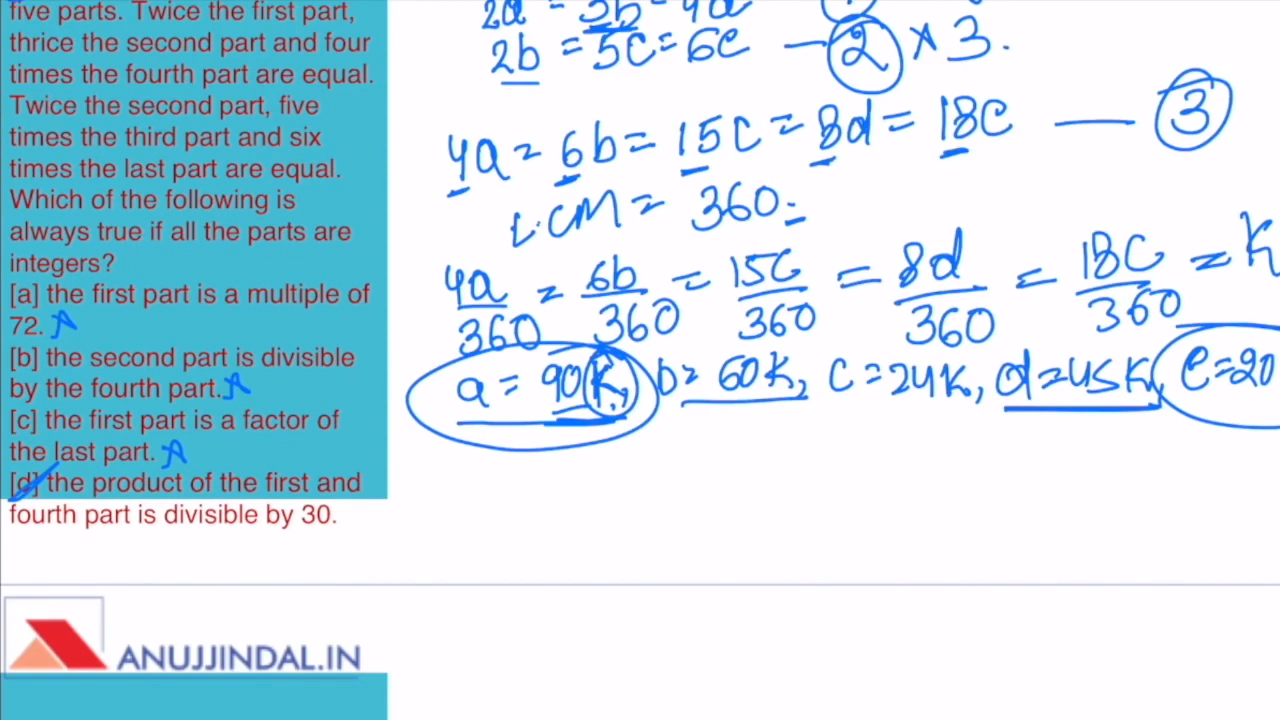 five parts. Twice the first part,
thrice the second part and four
times the fourth part are equal.
Twice the second part, five
times the third part and six
times the last part are equal.
Which of the following is
always true if all the parts are
integers?
[a] the first part is a multiple of
72.
[b] the second part is divisible
by the fourth part.
[c] the first part is a factor of
the last part.
[d] the product of the first and
fourth part is divisible by 30.
2b = 5c = 6e — 2 × 3.
4a = 6b = 15c = 8d = 18e — 3
LCM = 360
4a/360 = 6b/360 = 15c/360 = 8d/360 = 18e/360 = K
a = 90K, b = 60K, c = 24K, d = 45K, e = 20
ANUJJINDAL.IN